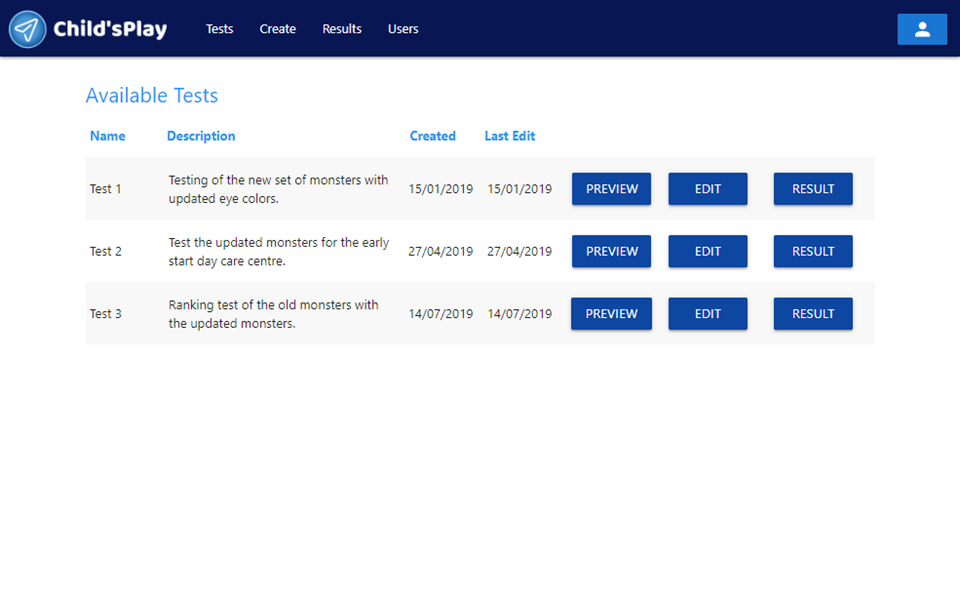 Child'sPlay Tests Create Results Users
Available Tests
Name Description Created Last Edit
Test 1 Testing of the new set of monsters with updated eye colors. 15/01/2019 15/01/2019 PREVIEW EDIT RESULT
Test 2 Test the updated monsters for the early start day care centre. 27/04/2019 27/04/2019 PREVIEW EDIT RESULT
Test 3 Ranking test of the old monsters with the updated monsters. 14/07/2019 14/07/2019 PREVIEW EDIT RESULT